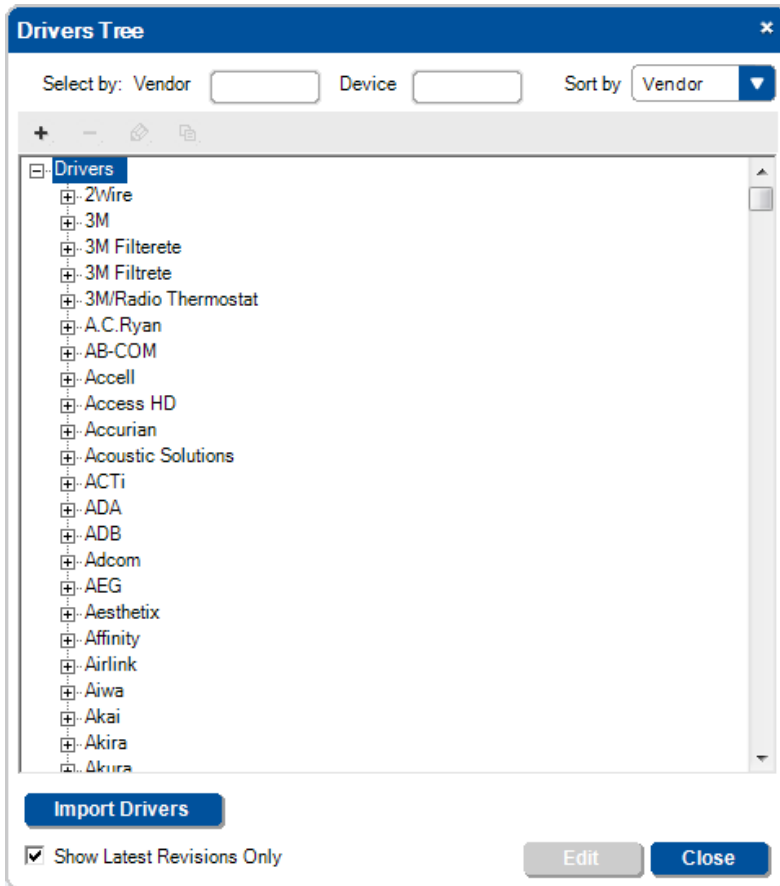 Drivers Tree
Select by: Vendor Device Sort by Vendor
Drivers
2Wire
3M
3M Filterete
3M Filtrete
3M/Radio Thermostat
A.C.Ryan
AB-COM
Accell
Access HD
Accurian
Acoustic Solutions
ACTi
ADA
ADB
Adcom
AEG
Aesthetix
Affinity
Airlink
Aiwa
Akai
Akira
Akura
Import Drivers
Show Latest Revisions Only
Edit Close